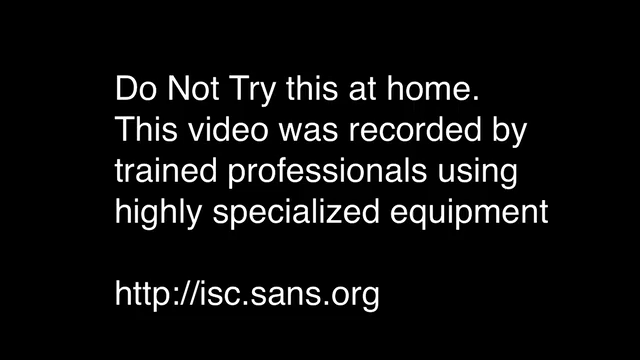 Do Not Try this at home.
This video was recorded by
trained professionals using
highly specialized equipment
http://isc.sans.org